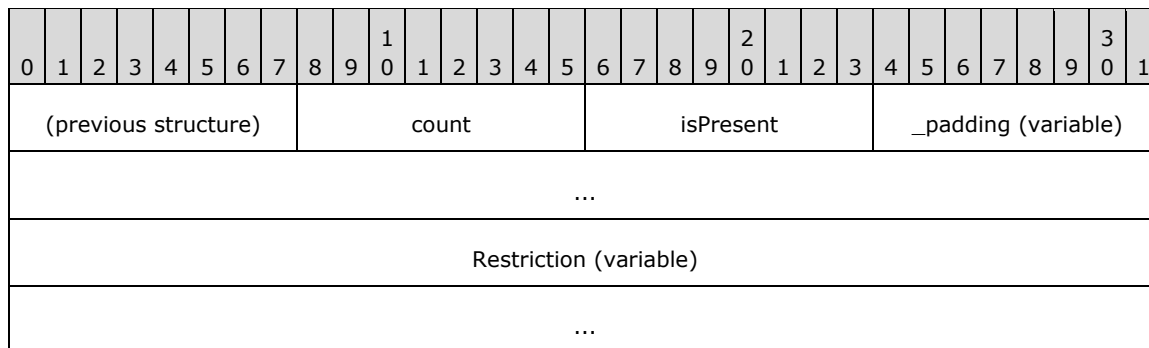 1 2 3
0 1 2 3 4 5 6 7 8 9 0 1 2 3 4 5 6 7 8 9 0 1 2 3 4 5 6 7 8 9 0 1
(previous structure) count isPresent _padding (variable)
...
Restriction (variable)
...